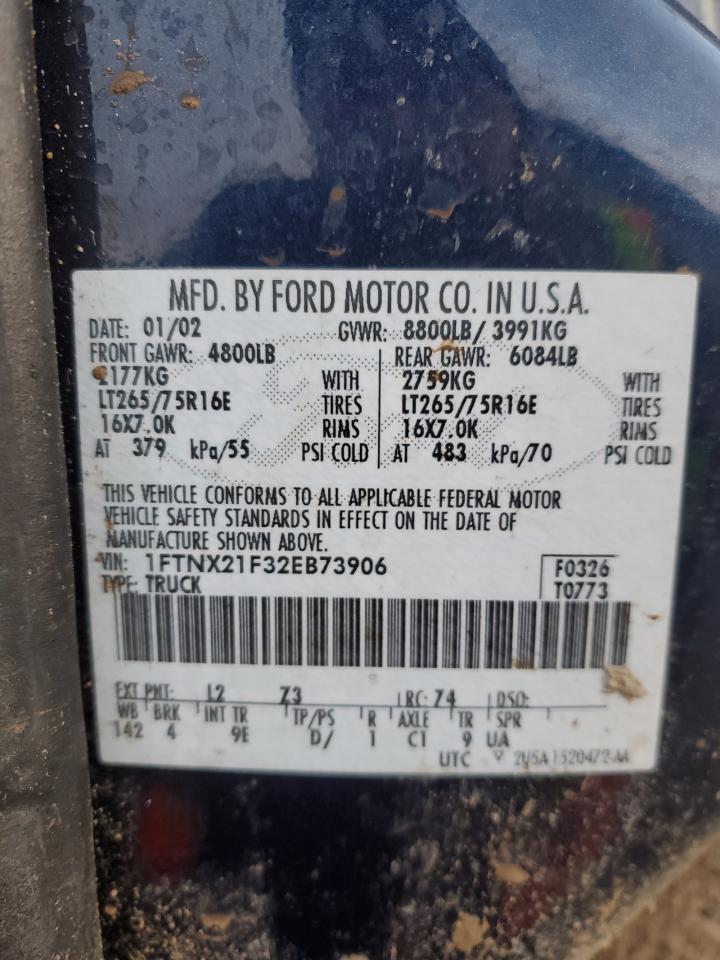 MFD. BY FORD MOTOR CO. IN U.S.A.
DATE: 01/02 GVWR: 8800LB/ 3991KG
FRONT GAWR: 4800LB REAR GAWR: 6084LB
2177KG WITH 2759KG WITH
LT265/75R16E TIRES LT265/75R16E TIRES
16X7.0K RIMS 16X7.0K RIMS
AT 379 kPa/55 PSI COLD AT 483 kPa/70 PSI COLD
THIS VEHICLE CONFORMS TO ALL APPLICABLE FEDERAL MOTOR
VEHICLE SAFETY STANDARDS IN EFFECT ON THE DATE OF
MANUFACTURE SHOWN ABOVE.
VIN: 1FTNX21F32EB73906 F0326
TYPE: TRUCK T0773
EXT PNT: L2 Z3 RC: 74 DSO:
WB BRK INT TR TP/PS R AXLE TR SPR
142 4 9E D/ 1 C1 9 UA
UTC 2U5A 1520472-AA